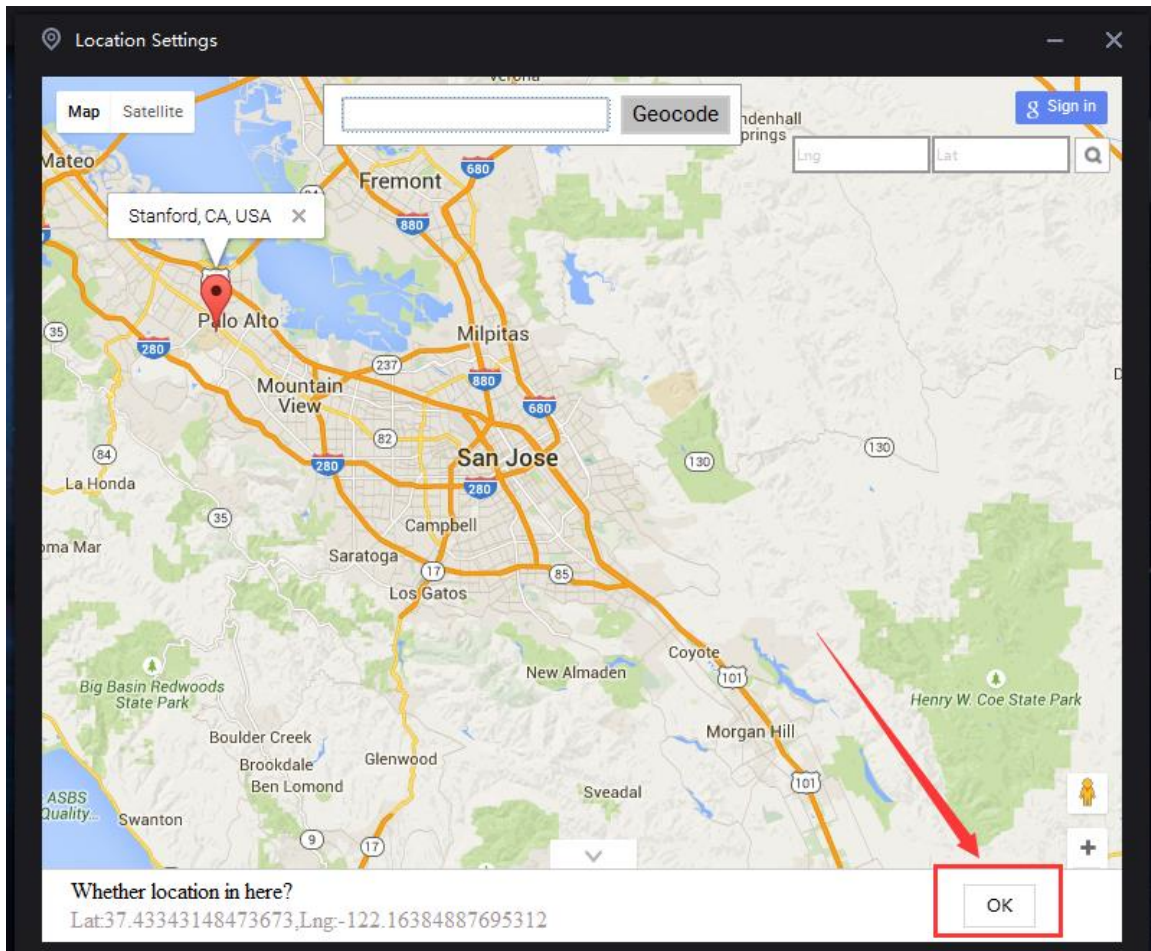 Location Settings
Verona
Map Satellite
Geocode
g Sign in
ndenhall
prings
Lng
Lat
Mateo
Fremont
680
Stanford, CA, USA
880
Palo Alto
35
280
237
Milpitas
Mountain
View
880
680
82
San Jose
130
130
84
280
280
La Honda
35
Campbell
oma Mar
Saratoga
17
85
Los Gatos
Coyote
New Almaden
101
Big Basin Redwoods
State Park
Henry W. Coe State Park
Boulder Creek
Morgan Hill
Brookdale
Glenwood
Ben Lomond
101
ASBS
Quality...
Sveadal
Swanton
9
17
Whether location in here?
Lat:37.43343148473673,Lng:-122.16384887695312
OK